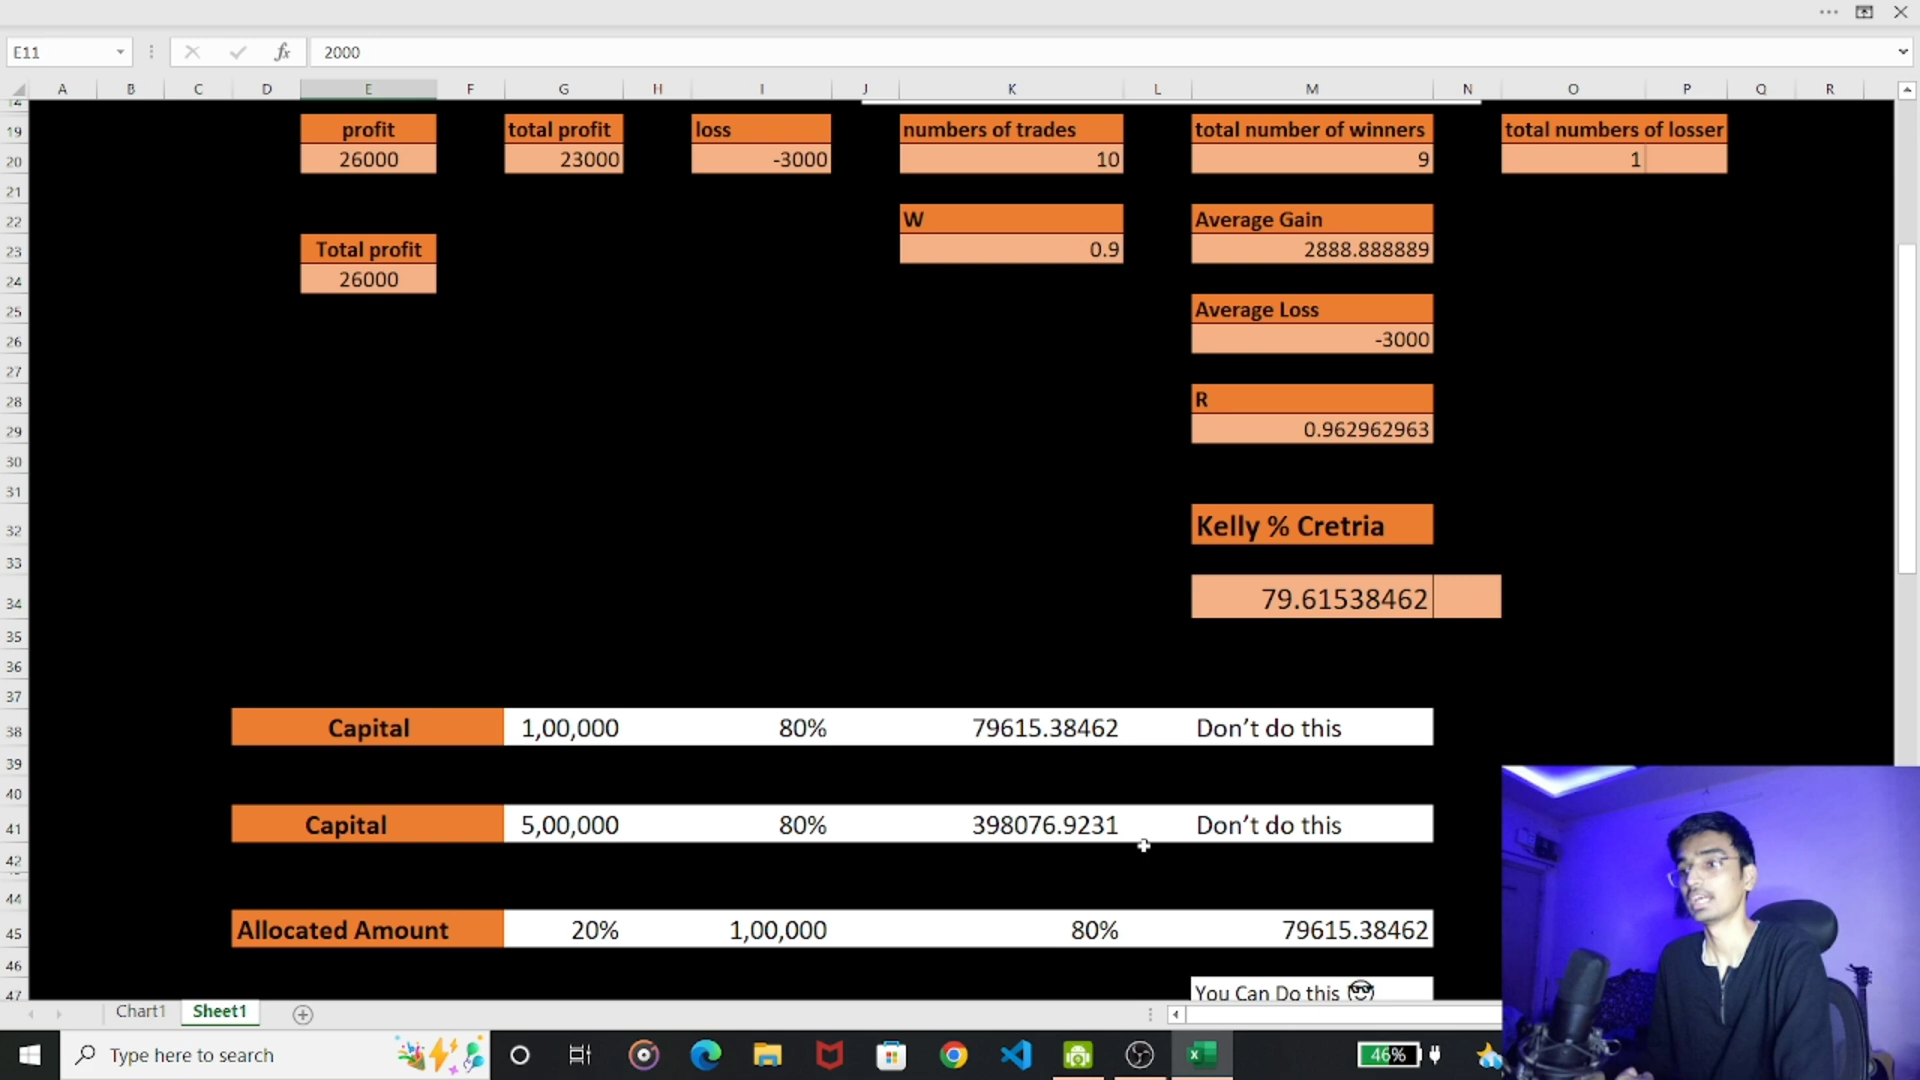 E11 fx 2000
A B C D E F G H I J K L M N O P Q R
14
19 profit total profit loss numbers of trades total number of winners total numbers of losser
20 26000 23000 -3000 10 9 1
21
22 W Average Gain
23 Total profit 0.9 2888.888889
24 26000
25 Average Loss
26 -3000
27
28 R
29 0.962962963
30
31
32 Kelly % Cretria
33
34 79.61538462
35
36
37
38 Capital 1,00,000 80% 79615.38462 Don’t do this
39
40
41 Capital 5,00,000 80% 398076.9231 Don’t do this
42
44
45 Allocated Amount 20% 1,00,000 80% 79615.38462
46
47 You Can Do this
Chart1 Sheet1
Type here to search 46%